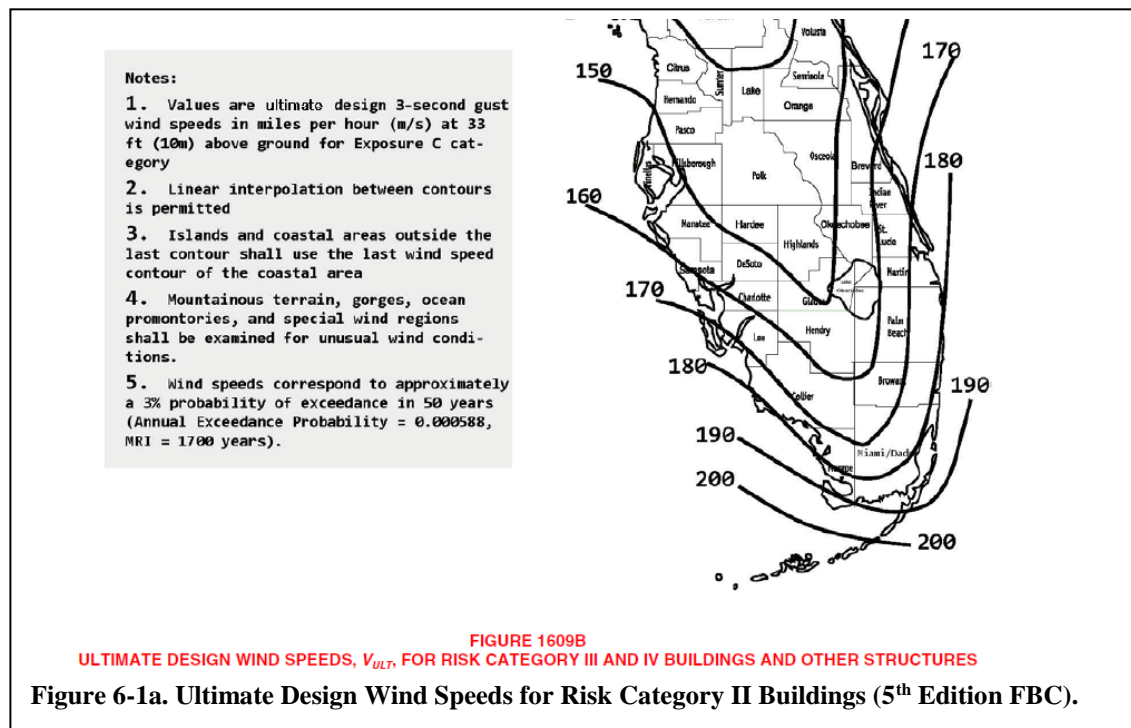 Notes:
1. Values are ultimate design 3-second gust
wind speeds in miles per hour (m/s) at 33
ft (10m) above ground for Exposure C cat-
egory
2. Linear interpolation between contours
is permitted
3. Islands and coastal areas outside the
last contour shall use the last wind speed
contour of the coastal area
4. Mountainous terrain, gorges, ocean
promontories, and special wind regions
shall be examined for unusual wind condi-
tions.
5. Wind speeds correspond to approximately
a 3% probability of exceedance in 50 years
(Annual Exceedance Probability = 0.000588,
MRI = 1700 years).
Volusia
170
150
Citrus
Sumter
Lake
Seminole
Hernando
Orange
Pasco
Hillsborough
Pinellas
Polk
Osceola
Brevard
180
Indian
River
160
Manatee
Hardee
Highlands
Okeechobee
St.
Lucie
Sarasota
DeSoto
Martin
170
Charlotte
Glades
Lee
Hendry
Palm
Beach
180
Collier
Broward
190
190
Monroe
Miami/Dade
200
200
FIGURE 1609B
ULTIMATE DESIGN WIND SPEEDS, VULT, FOR RISK CATEGORY III AND IV BUILDINGS AND OTHER STRUCTURES
Figure 6-1a. Ultimate Design Wind Speeds for Risk Category II Buildings (5th Edition FBC).